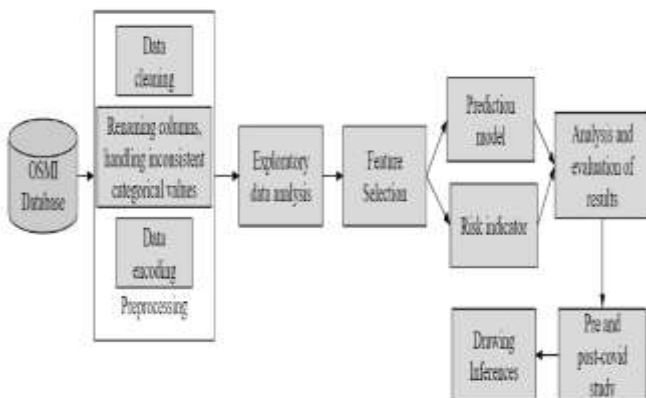 OSMI
Database
Data
cleaning
Renaming columns,
handling inconsistent
categorical values
Data
encoding
Preprocessing
Exploratory
data analysis
Feature
Selection
Prediction
model
Risk indicator
Analysis and
evaluation of
results
Pre and
post-covid
study
Drawing
Inferences